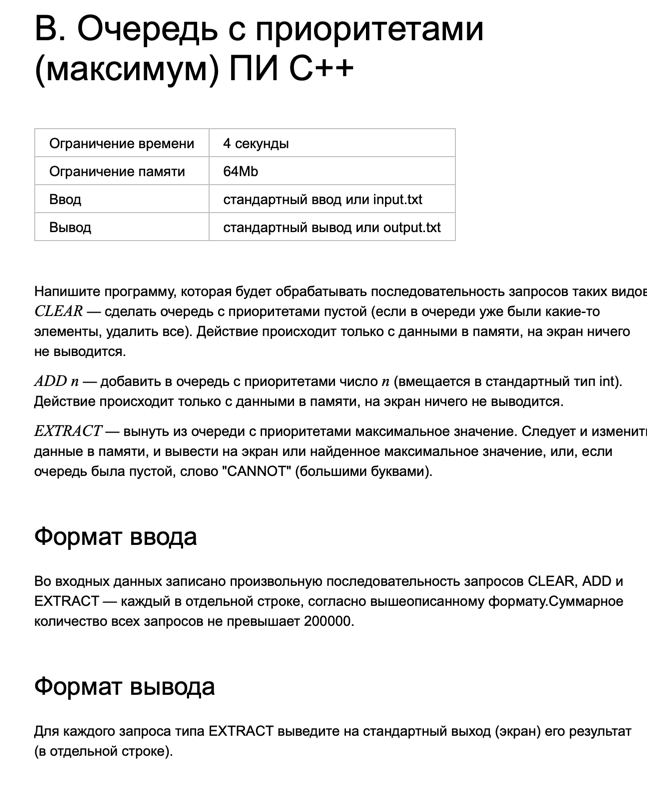 В. Очередь с приоритетами
(максимум) ПИ С++
Ограничение времени 4 секунды
Ограничение памяти 64Mb
Ввод стандартный ввод или input.txt
Вывод стандартный вывод или output.txt
Напишите программу, которая будет обрабатывать последовательность запросов таких видов
CLEAR — сделать очередь с приоритетами пустой (если в очереди уже были какие-то
элементы, удалить все). Действие происходит только с данными в памяти, на экран ничего
не выводится.
ADD n — добавить в очередь с приоритетами число n (вмещается в стандартный тип int).
Действие происходит только с данными в памяти, на экран ничего не выводится.
EXTRACT — вынуть из очереди с приоритетами максимальное значение. Следует и изменит
данные в памяти, и вывести на экран или найденное максимальное значение, или, если
очередь была пустой, слово "CANNOT" (большими буквами).
Формат ввода
Во входных данных записано произвольную последовательность запросов CLEAR, ADD и
EXTRACT — каждый в отдельной строке, согласно вышеописанному формату.Суммарное
количество всех запросов не превышает 200000.
Формат вывода
Для каждого запроса типа EXTRACT выведите на стандартный выход (экран) его результат
(в отдельной строке).